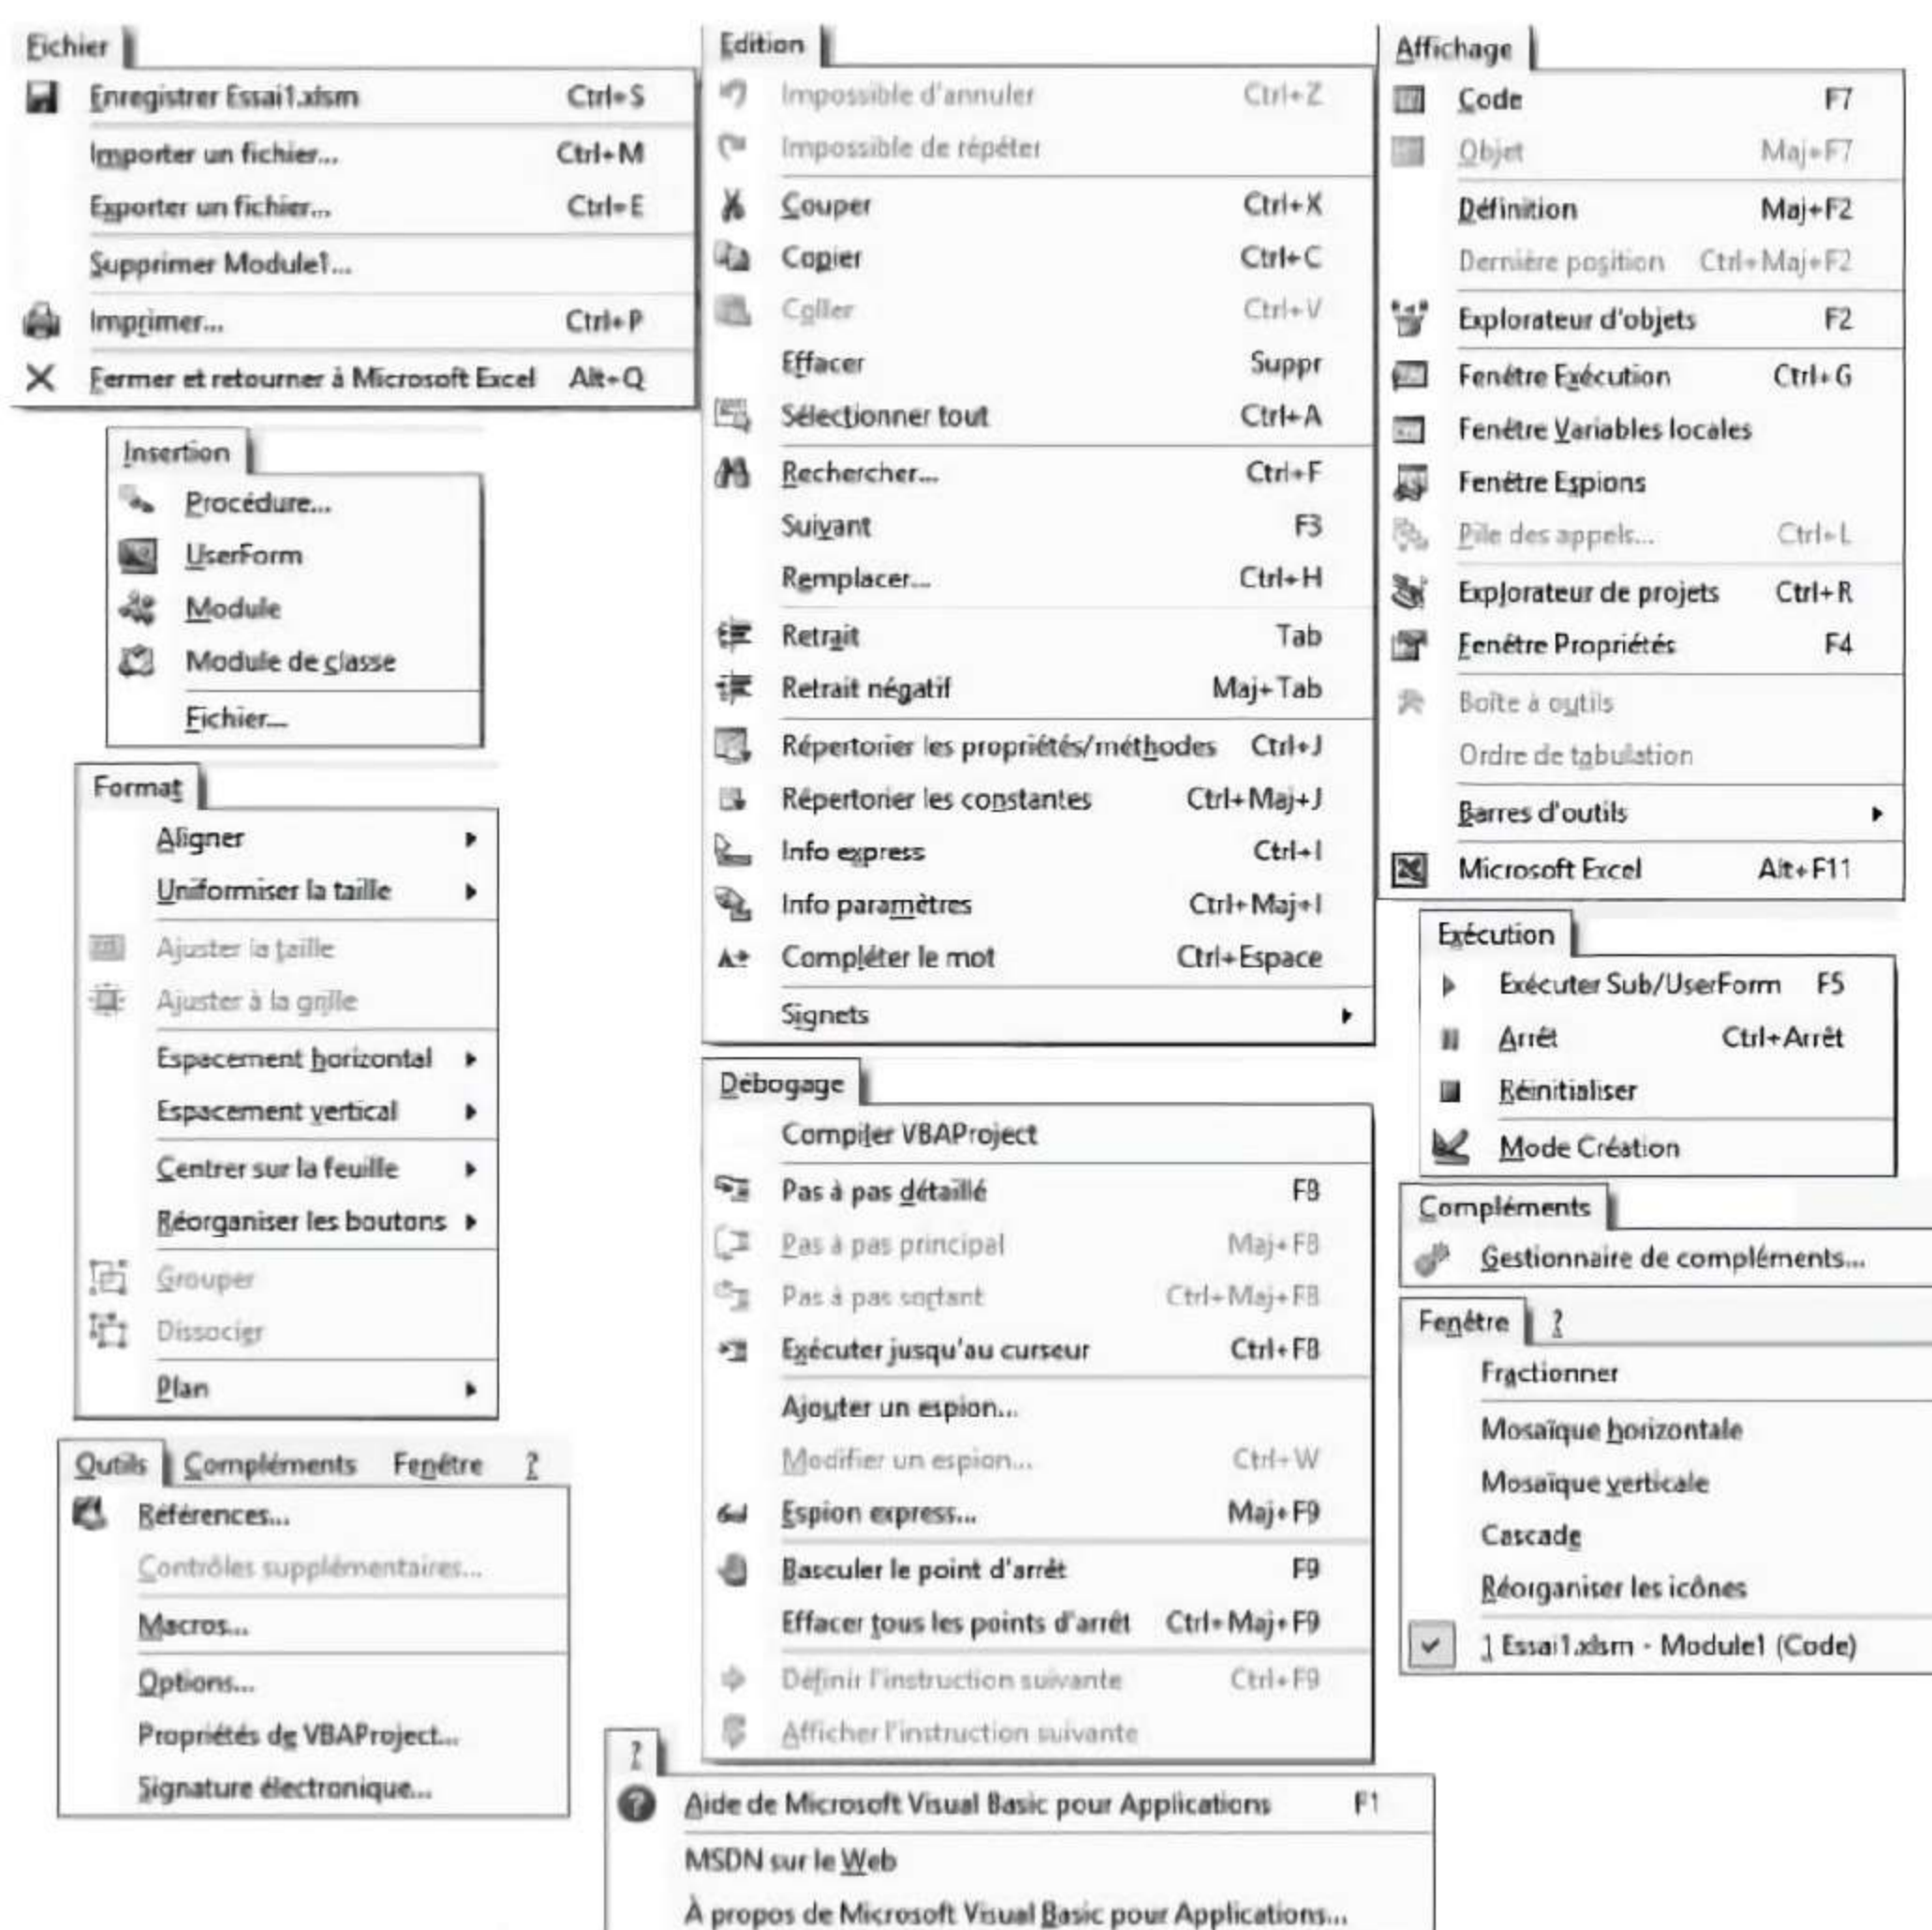 Fichier
Enregistrer Essai1.xlsm Ctrl+S
Importer un fichier... Ctrl+M
Exporter un fichier... Ctrl+E
Supprimer Module1...
Imprimer... Ctrl+P
Fermer et retourner à Microsoft Excel Alt+Q
Insertion
Procédure...
UserForm
Module
Module de classe
Fichier...
Format
Aligner
Uniformiser la taille
Ajuster la taille
Ajuster à la grille
Espacement horizontal
Espacement vertical
Centrer sur la feuille
Réorganiser les boutons
Grouper
Dissocier
Plan
Outils Compléments Fenêtre ?
Références...
Contrôles supplémentaires...
Macros...
Options...
Propriétés de VBAProject...
Signature électronique...
Edition
Impossible d'annuler Ctrl+Z
Impossible de répéter
Couper Ctrl+X
Copier Ctrl+C
Coller Ctrl+V
Effacer Suppr
Sélectionner tout Ctrl+A
Rechercher... Ctrl+F
Suivant F3
Remplacer... Ctrl+H
Retrait Tab
Retrait négatif Maj+Tab
Répertorier les propriétés/méthodes Ctrl+J
Répertorier les constantes Ctrl+Maj+J
Info express Ctrl+I
Info paramètres Ctrl+Maj+I
Compléter le mot Ctrl+Espace
Signets
Débogage
Compiler VBAProject
Pas à pas détaillé F8
Pas à pas principal Maj+F8
Pas à pas sortant Ctrl+Maj+F8
Exécuter jusqu'au curseur Ctrl+F8
Ajouter un espion...
Modifier un espion... Ctrl+W
Espion express... Maj+F9
Basculer le point d'arrêt F9
Effacer tous les points d'arrêt Ctrl+Maj+F9
Définir l'instruction suivante Ctrl+F9
Afficher l'instruction suivante
Affichage
Code F7
Objet Maj+F7
Définition Maj+F2
Dernière position Ctrl+Maj+F2
Explorateur d'objets F2
Fenêtre Exécution Ctrl+G
Fenêtre Variables locales
Fenêtre Espions
Pile des appels... Ctrl+L
Explorateur de projets Ctrl+R
Fenêtre Propriétés F4
Boîte à outils
Ordre de tabulation
Barres d'outils
Microsoft Excel Alt+F11
Exécution
Exécuter Sub/UserForm F5
Arrêt Ctrl+Arrêt
Réinitialiser
Mode Création
Compléments
Gestionnaire de compléments...
Fenêtre ?
Fractionner
Mosaïque horizontale
Mosaïque verticale
Cascade
Réorganiser les icônes
1 Essai1.xlsm - Module1 (Code)
?
Aide de Microsoft Visual Basic pour Applications F1
MSDN sur le Web
À propos de Microsoft Visual Basic pour Applications...